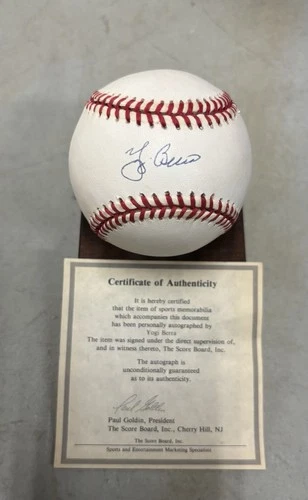 Yogi Berra
Certificate of Authenticity
It is hereby certified
that the item of sports memorabilia
which accompanies this document
has been personally autographed by
Yogi Berra
The item was signed under the direct supervision of,
and in witness thereto, The Score Board, Inc.
The autograph is
unconditionally guaranteed
as to its authenticity.
Paul Goldin
Paul Goldin, President
The Score Board, Inc., Cherry Hill, NJ
The Score Board, Inc.
Sports and Entertainment Marketing Specialists